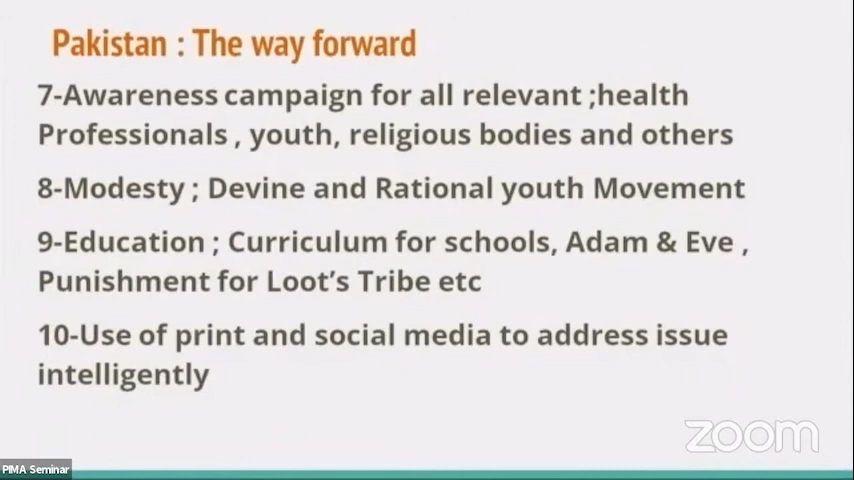 Pakistan : The way forward
7-Awareness campaign for all relevant ;health
Professionals , youth, religious bodies and others
8-Modesty ; Devine and Rational youth Movement
9-Education ; Curriculum for schools, Adam & Eve ,
Punishment for Loot's Tribe etc
10-Use of print and social media to address issue
intelligently
zoom
PIMA Seminar